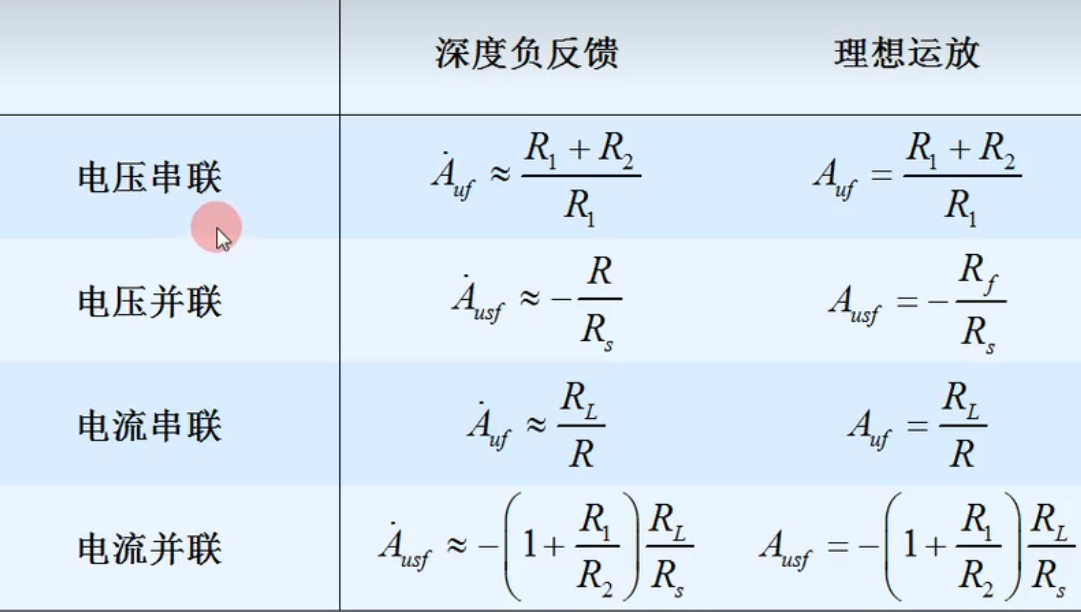 深度负反馈 理想运放
电压串联 $\dot{A}_{uf} \approx \frac{R_1 + R_2}{R_1}$ $A_{uf} = \frac{R_1 + R_2}{R_1}$
电压并联 $\dot{A}_{usf} \approx -\frac{R}{R_s}$ $A_{usf} = -\frac{R_f}{R_s}$
电流串联 $\dot{A}_{uf} \approx \frac{R_L}{R}$ $A_{uf} = \frac{R_L}{R}$
电流并联 $\dot{A}_{usf} \approx -\left(1 + \frac{R_1}{R_2}\right)\frac{R_L}{R_s}$ $A_{usf} = -\left(1 + \frac{R_1}{R_2}\right)\frac{R_L}{R_s}$